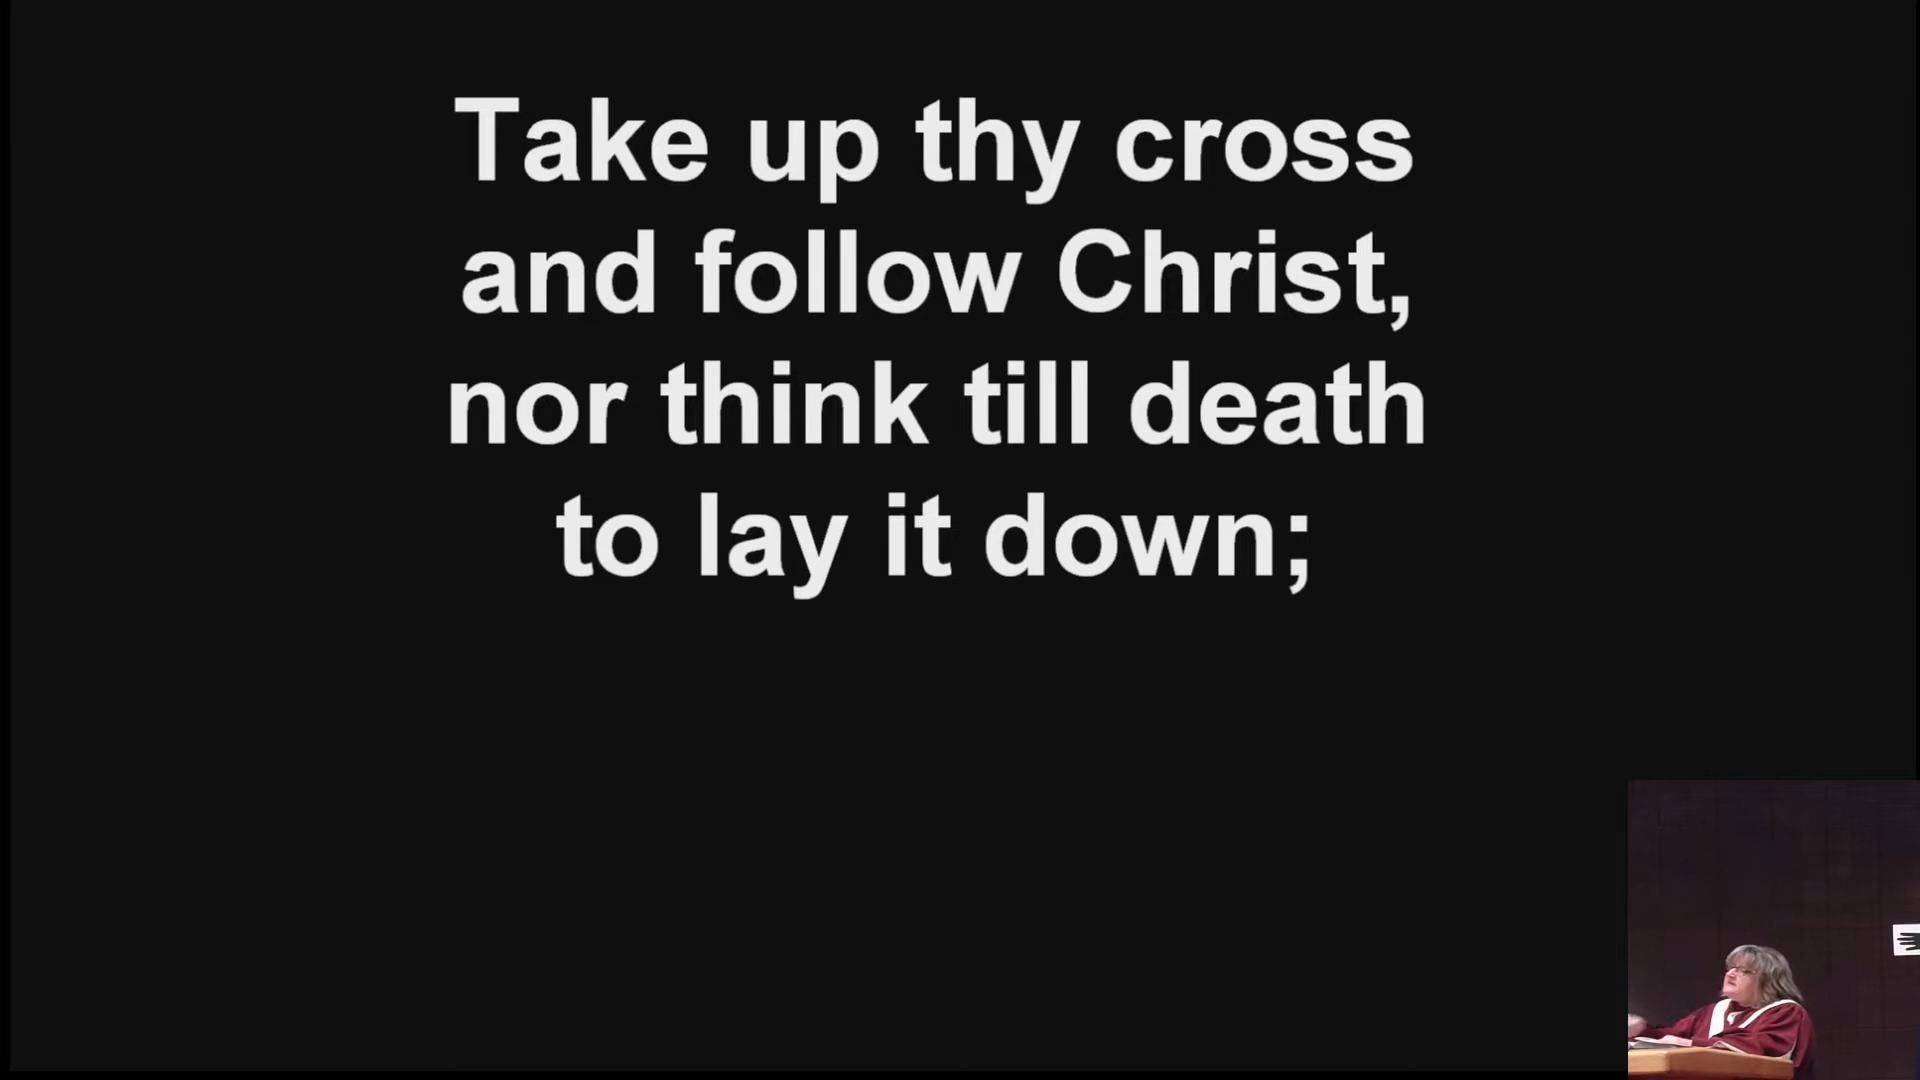 Take up thy cross
and follow Christ,
nor think till death
to lay it down;